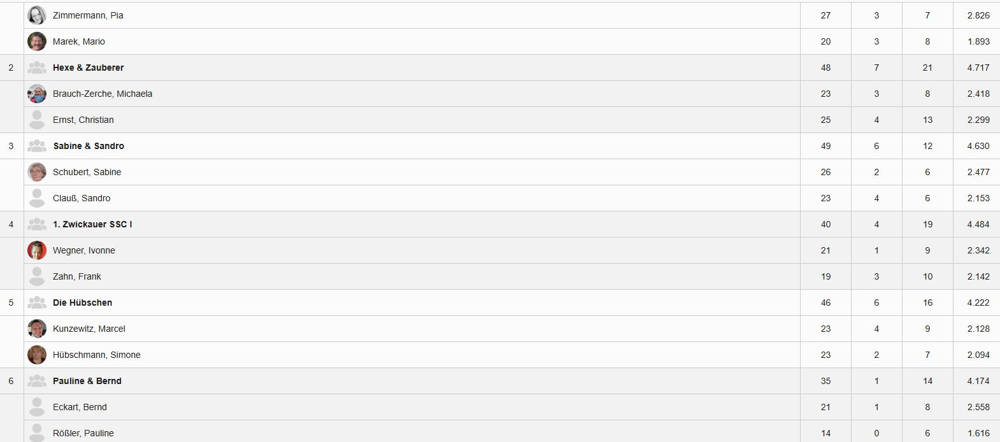 Zimmermann, Pia 27 3 7 2.826
Marek, Mario 20 3 8 1.893
2 Hexe & Zauberer 48 7 21 4.717
Brauch-Zerche, Michaela 23 3 8 2.418
Ernst, Christian 25 4 13 2.299
3 Sabine & Sandro 49 6 12 4.630
Schubert, Sabine 26 2 6 2.477
Clauß, Sandro 23 4 6 2.153
4 1. Zwickauer SSC I 40 4 19 4.484
Wegner, Ivonne 21 1 9 2.342
Zahn, Frank 19 3 10 2.142
5 Die Hübschen 46 6 16 4.222
Kunzewitz, Marcel 23 4 9 2.128
Hübschmann, Simone 23 2 7 2.094
6 Pauline & Bernd 35 1 14 4.174
Eckart, Bernd 21 1 8 2.558
Rößler, Pauline 14 0 6 1.616